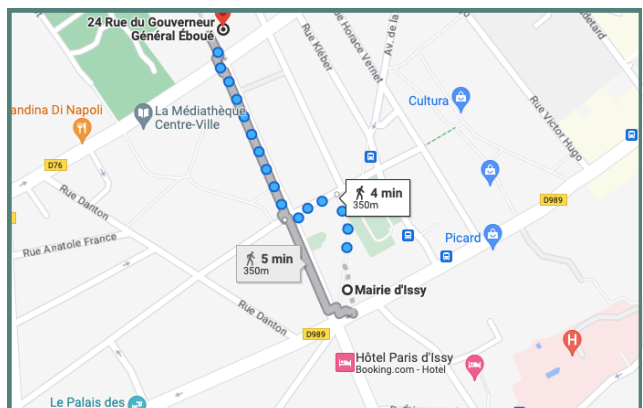 24 Rue du Gouverneur
Général Éboué
Rue Kléber
Rue Horace Vernet
Av. de la
Cultura
Rue Victor Hugo
andina Di Napoli
La Médiathèque
Centre-Ville
D76
Rue Danton
4 min
350m
D989
Rue Anatole France
Picard
5 min
350m
Mairie d'Issy
Rue Danton
D989
Hôtel Paris d'Issy
Booking.com - Hotel
H
Le Palais des